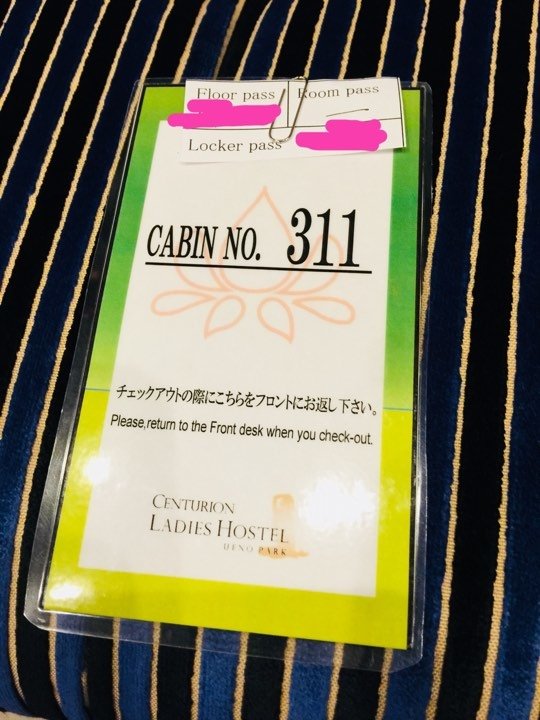 Floor pass
Room pass
Locker pass
CABIN NO. 311
チェックアウトの際にこちらをフロントにお返し下さい。
Please,return to the Front desk when you check-out.
CENTURION
LADIES HOSTEL
UENO PARK